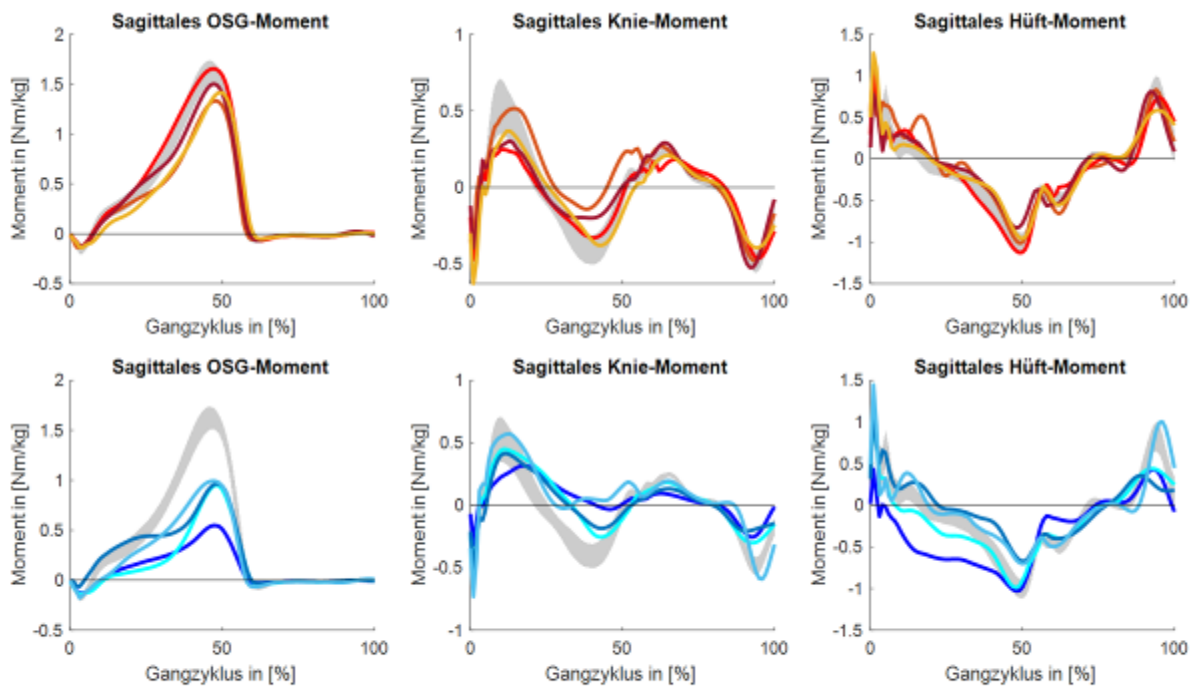 Sagittales OSG-Moment
Moment in [Nm/kg]
2
1.5
1
0.5
0
-0.5
0
50
100
Gangzyklus in [%]
Sagittales Knie-Moment
Moment in [Nm/kg]
1
0.5
0
-0.5
0
50
100
Gangzyklus in [%]
Sagittales Hüft-Moment
Moment in [Nm/kg]
1.5
1
0.5
0
-0.5
-1
-1.5
0
50
100
Gangzyklus in [%]
Sagittales OSG-Moment
Moment in [Nm/kg]
2
1.5
1
0.5
0
-0.5
0
50
100
Gangzyklus in [%]
Sagittales Knie-Moment
Moment in [Nm/kg]
1
0.5
0
-0.5
-1
0
50
100
Gangzyklus in [%]
Sagittales Hüft-Moment
Moment in [Nm/kg]
1.5
1
0.5
0
-0.5
-1
-1.5
0
50
100
Gangzyklus in [%]